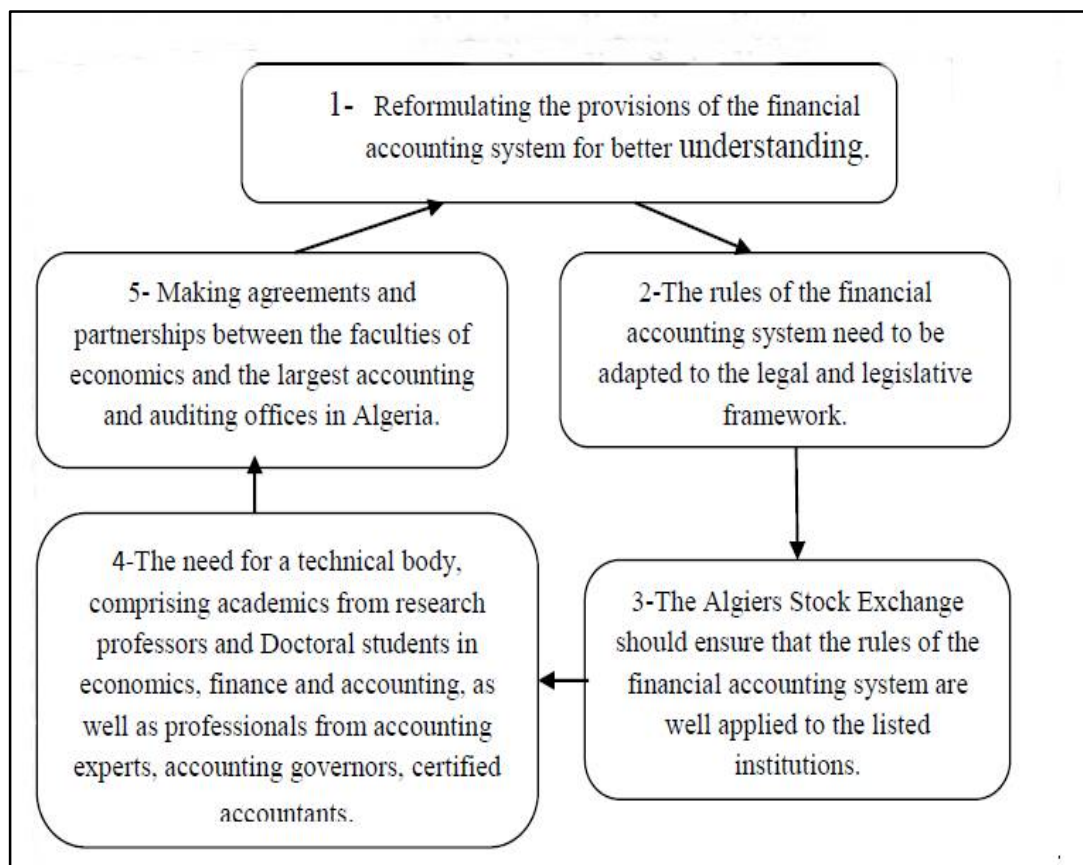 1- Reformulating the provisions of the financial
accounting system for better understanding.
2-The rules of the financial
accounting system need to be
adapted to the legal and legislative
framework.
3-The Algiers Stock Exchange
should ensure that the rules of the
financial accounting system are
well applied to the listed
institutions.
4-The need for a technical body,
comprising academics from research
professors and Doctoral students in
economics, finance and accounting, as
well as professionals from accounting
experts, accounting governors, certified
accountants.
5- Making agreements and
partnerships between the faculties of
economics and the largest accounting
and auditing offices in Algeria.